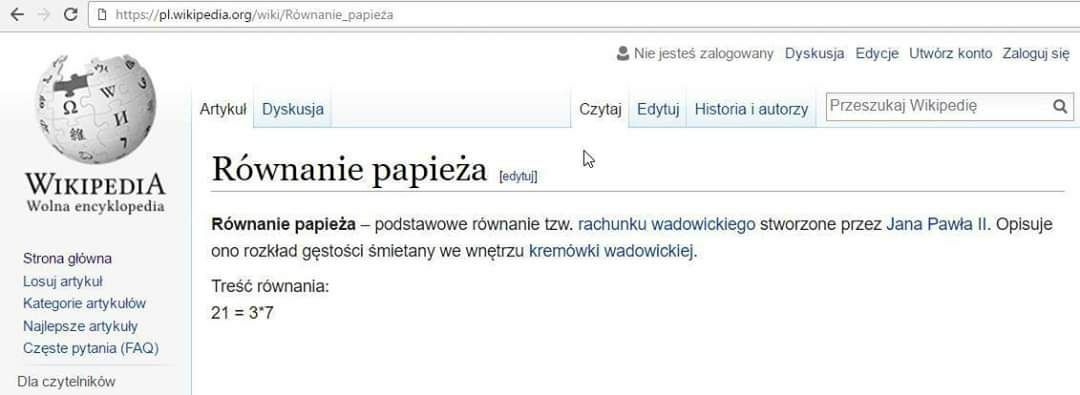 https://pl.wikipedia.org/wiki/Równanie_papieża
Nie jesteś zalogowany Dyskusja Edycje Utwórz konto Zaloguj się
Artykuł Dyskusja Czytaj Edytuj Historia i autorzy Przeszukaj Wikipedię
Ω W И 維 7
WIKIPEDIA
Wolna encyklopedia
Równanie papieża [edytuj]
Równanie papieża – podstawowe równanie tzw. rachunku wadowickiego stworzone przez Jana Pawła II. Opisuje
ono rozkład gęstości śmietany we wnętrzu kremówki wadowickiej.
Treść równania:
21 = 3*7
Strona główna
Losuj artykuł
Kategorie artykułów
Najlepsze artykuły
Częste pytania (FAQ)
Dla czytelników